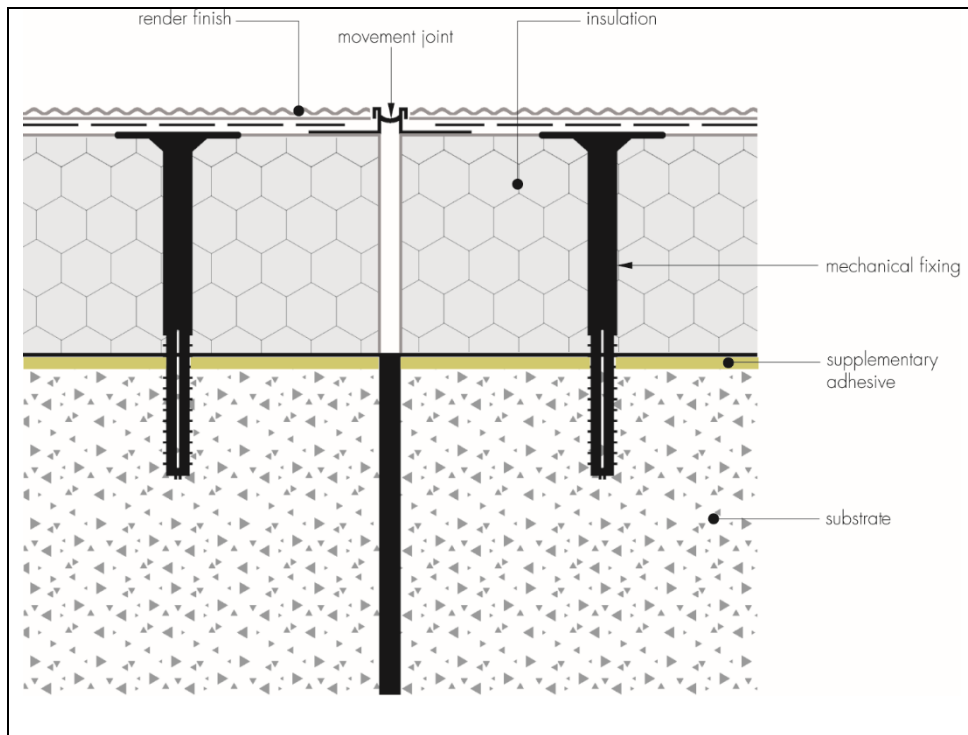 render finish
insulation
movement joint
mechanical fixing
supplementary
adhesive
substrate